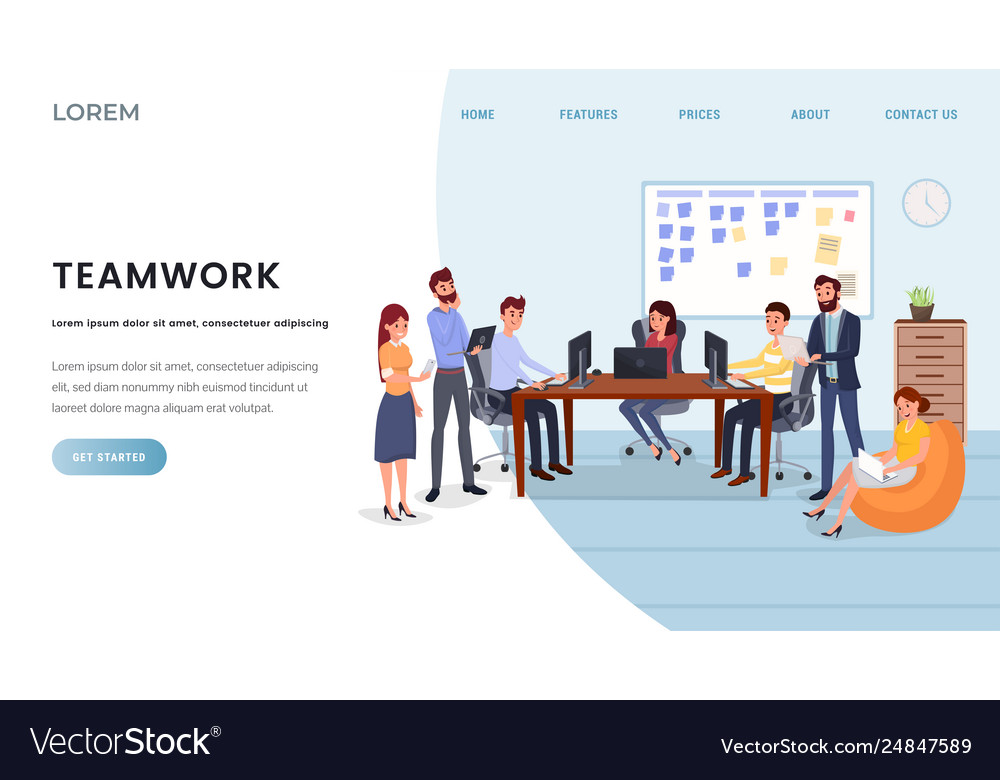 LOREM
HOME FEATURES PRICES ABOUT CONTACT US
TEAMWORK
Lorem ipsum dolor sit amet, consectetuer adipiscing
Lorem ipsum dolor sit amet, consectetuer adipiscing
elit, sed diam nonummy nibh euismod tincidunt ut
laoreet dolore magna aliquam erat volutpat.
GET STARTED
VectorStock®
VectorStock.com/24847589